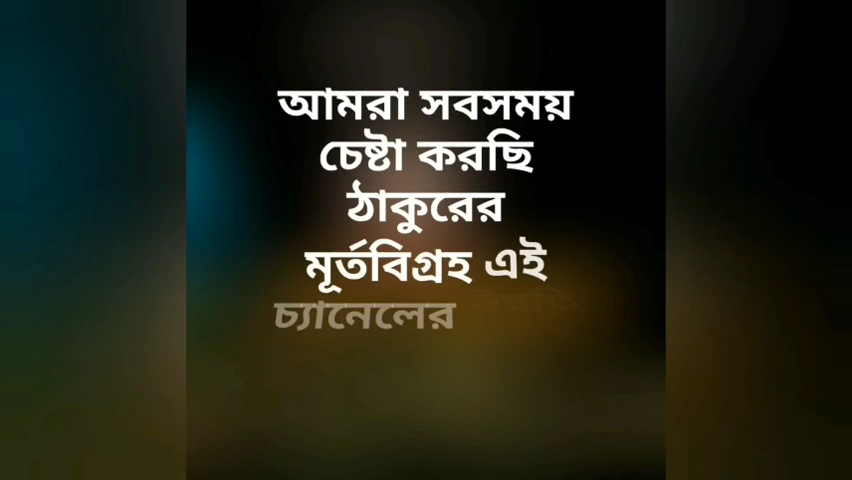 আমরা সবসময়
চেষ্টা করছি
ঠাকুরের
মূর্তবিগ্রহ এই
চ্যানেলের